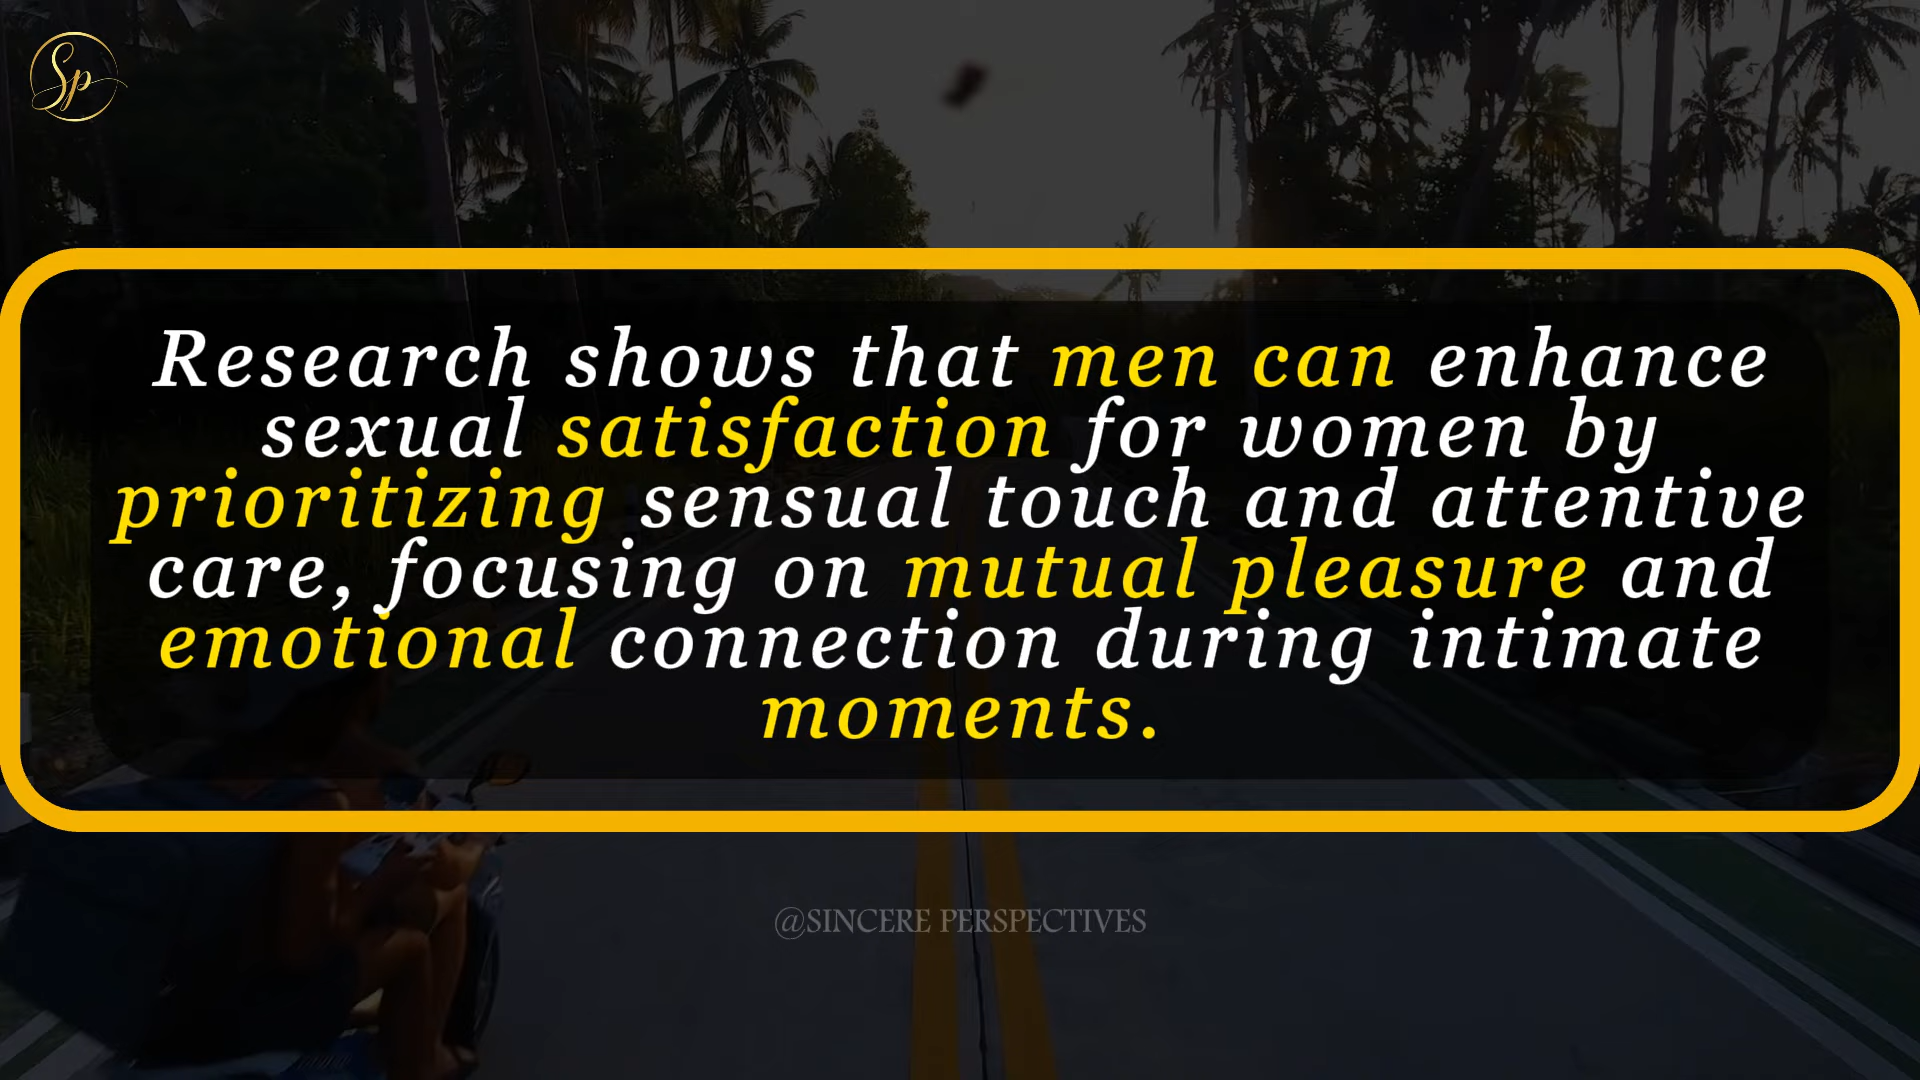 Sp
Research shows that men can enhance
sexual satisfaction for women by
prioritizing sensual touch and attentive
care, focusing on mutual pleasure and
emotional connection during intimate
moments.
@SINCERE PERSPECTIVES